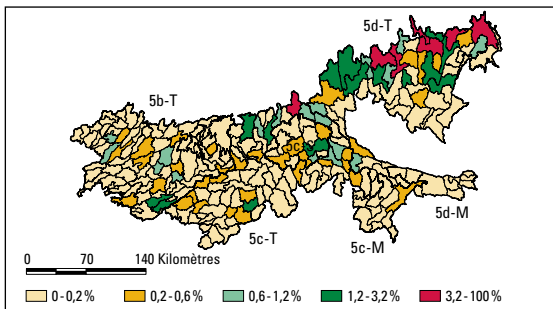 5d-T
5b-T
5c
5d-M
5c-T
5c-M
0 70 140 Kilomètres
0 - 0,2 % 0,2 - 0,6 % 0,6 - 1,2 % 1,2 - 3,2 % 3,2 - 100 %